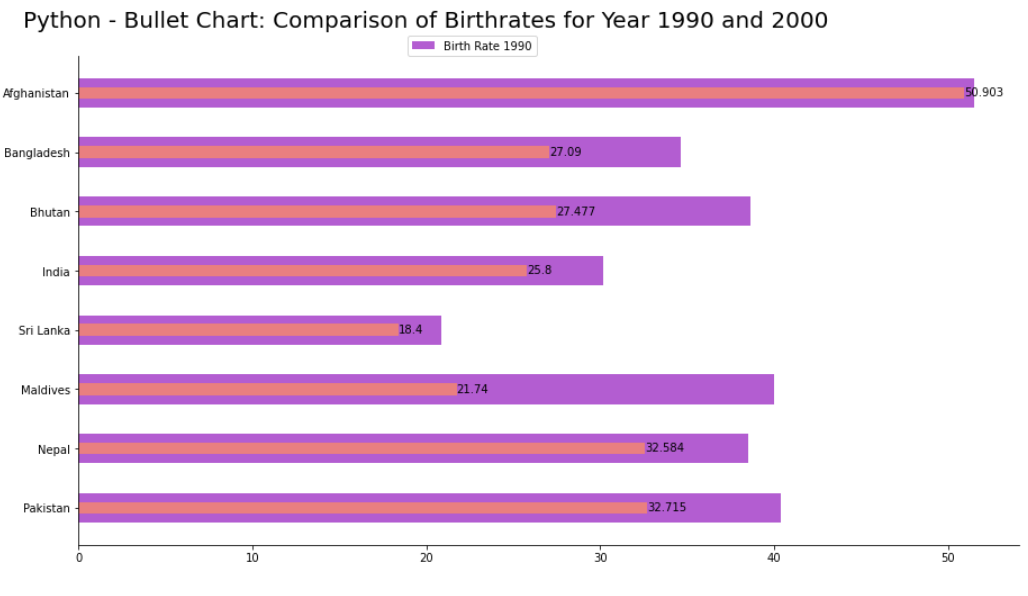 Python - Bullet Chart: Comparison of Birthrates for Year 1990 and 2000
Birth Rate 1990
Afghanistan 50.903
Bangladesh 27.09
Bhutan 27.477
India 25.8
Sri Lanka 18.4
Maldives 21.74
Nepal 32.584
Pakistan 32.715
0 10 20 30 40 50